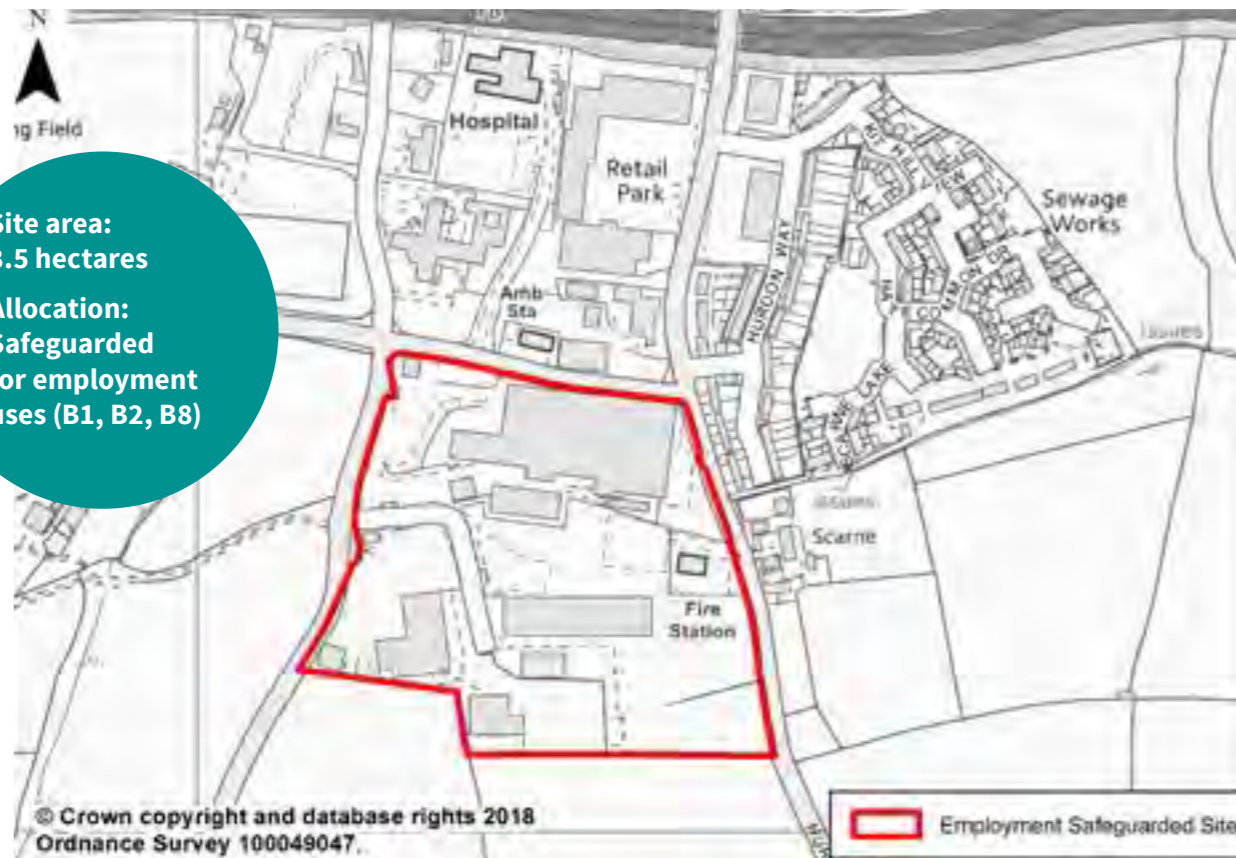 N
ng Field
Hospital
Retail
Park
Sewage
Works
HURDON WAY
Amb
Sta
issues
Site area:
3.5 hectares
Allocation:
Safeguarded
for employment
uses (B1, B2, B8)
issues
Scarne
Fire
Station
© Crown copyright and database rights 2018
Ordnance Survey 100049047.
Employment Safeguarded Site